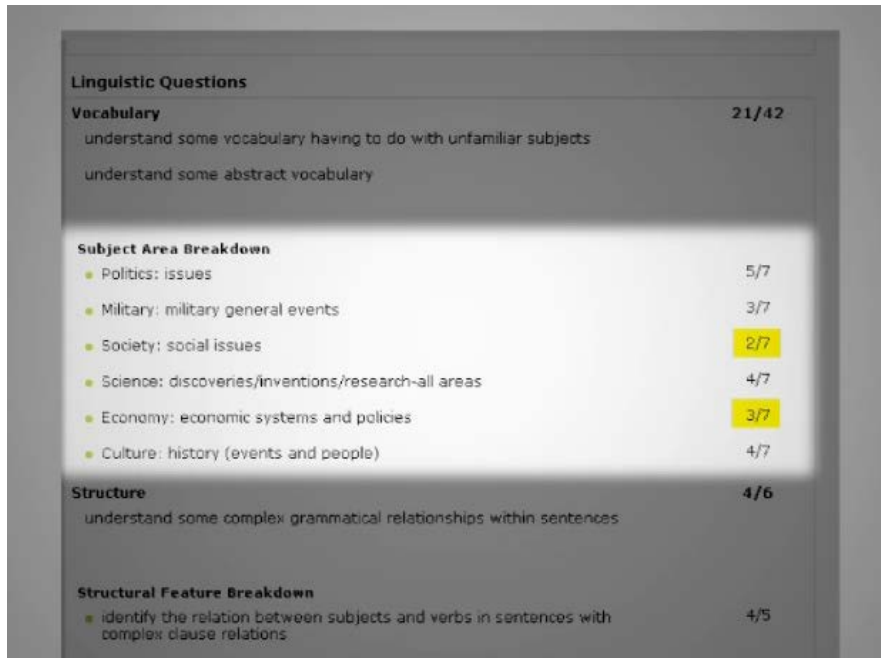 Linguistic Questions
Vocabulary 21/42
understand some vocabulary having to do with unfamiliar subjects
understand some abstract vocabulary
Subject Area Breakdown
Politics: issues 5/7
Military: military general events 3/7
Society: social issues 2/7
Science: discoveries/inventions/research-all areas 4/7
Economy: economic systems and policies 3/7
Culture: history (events and people) 4/7
Structure 4/6
understand some complex grammatical relationships within sentences
Structural Feature Breakdown
identify the relation between subjects and verbs in sentences with 4/5
complex clause relations